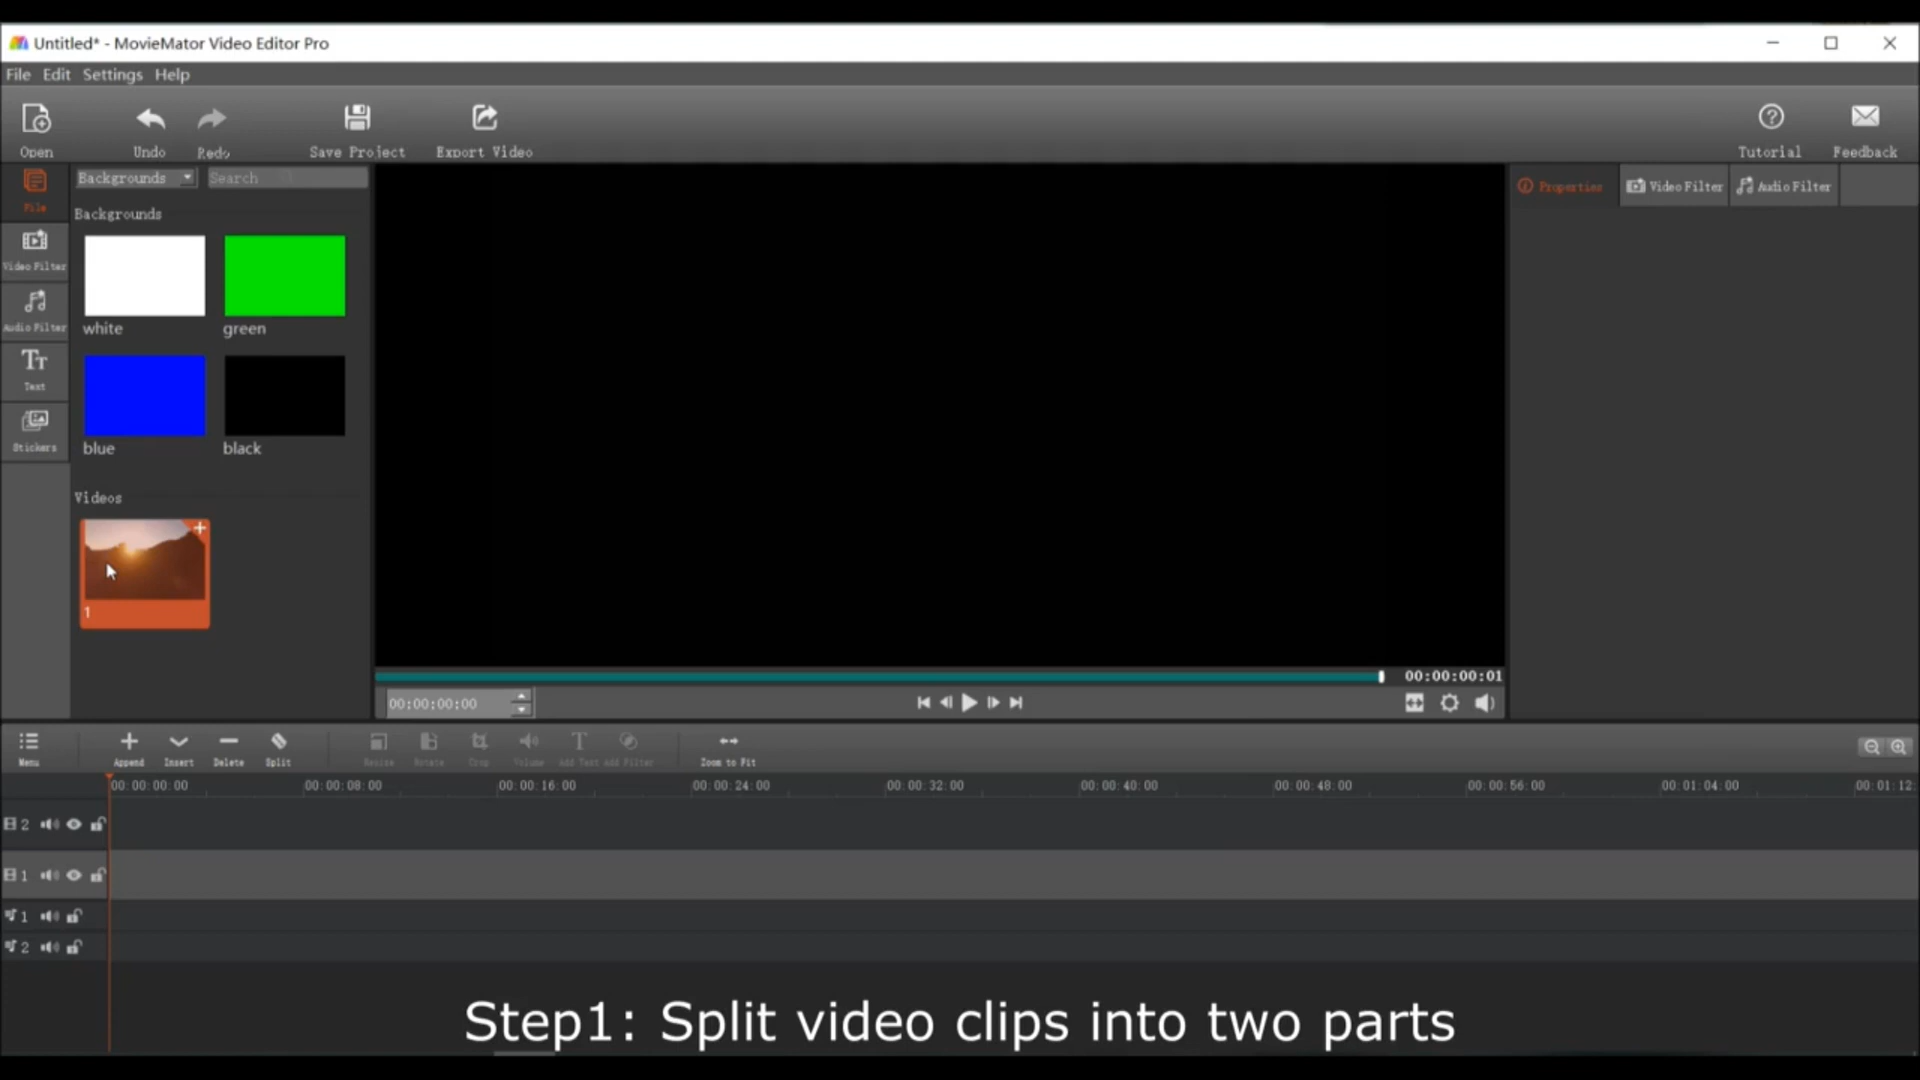 Untitled* - MovieMator Video Editor Pro
File Edit Settings Help
Open Undo Redo Save Project Export Video Tutorial Feedback
File
Video Filter
Audio Filter
Text
Stickers
Backgrounds Search
Backgrounds
white green
blue black
Videos
1
Properties Video Filter Audio Filter
00:00:00:01
00:00:00:00
Menu Append Insert Delete Split Resize Rotate Crop Volume Add Text Add Filter Zoom to Fit
00:00:00:00 00:00:08:00 00:00:16:00 00:00:24:00 00:00:32:00 00:00:40:00 00:00:48:00 00:00:56:00 00:01:04:00 00:01:12:
2
1
1
2
Step1: Split video clips into two parts